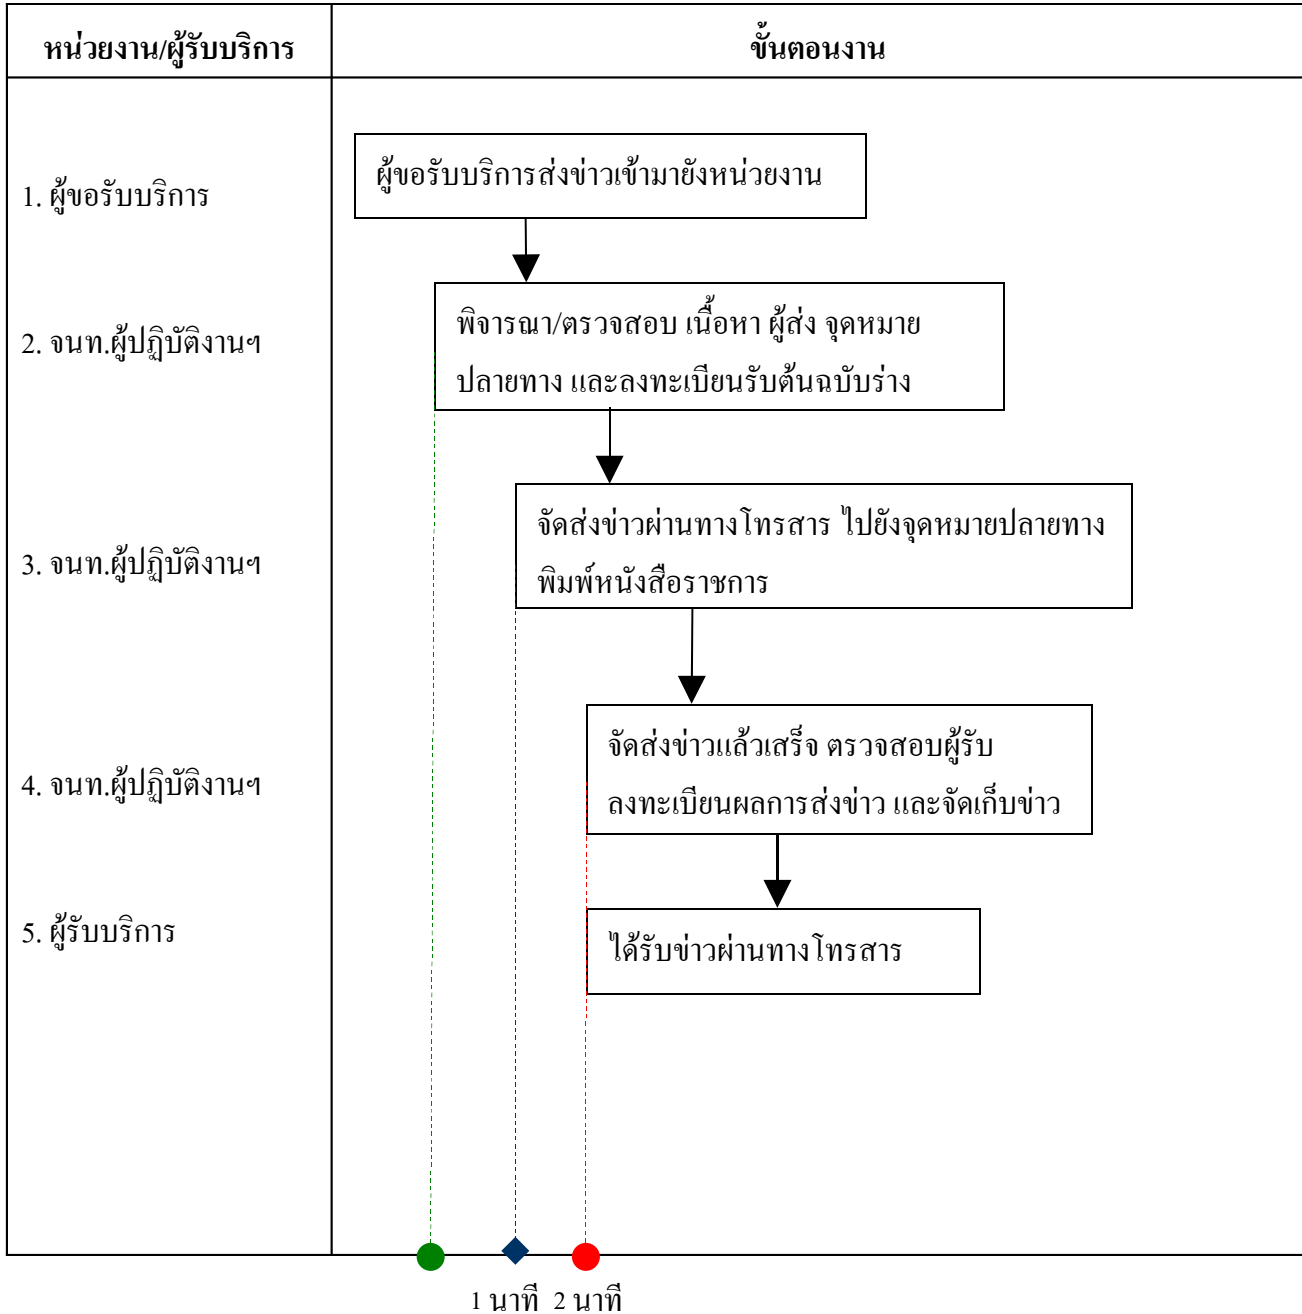 หน่วยงาน/ผู้รับบริการ
ขั้นตอนงาน
1. ผู้ขอรับบริการ
ผู้ขอรับบริการส่งข่าวเข้ามายังหน่วยงาน
2. จนท.ผู้ปฏิบัติงานฯ
พิจารณา/ตรวจสอบ เนื้อหา ผู้ส่ง จุดหมาย
ปลายทาง และลงทะเบียนรับต้นฉบับร่าง
3. จนท.ผู้ปฏิบัติงานฯ
จัดส่งข่าวผ่านทางโทรสาร ไปยังจุดหมายปลายทาง
พิมพ์หนังสือราชการ
4. จนท.ผู้ปฏิบัติงานฯ
จัดส่งข่าวแล้วเสร็จ ตรวจสอบผู้รับ
ลงทะเบียนผลการส่งข่าว และจัดเก็บข่าว
5. ผู้รับบริการ
ได้รับข่าวผ่านทางโทรสาร
1 นาที 2 นาที